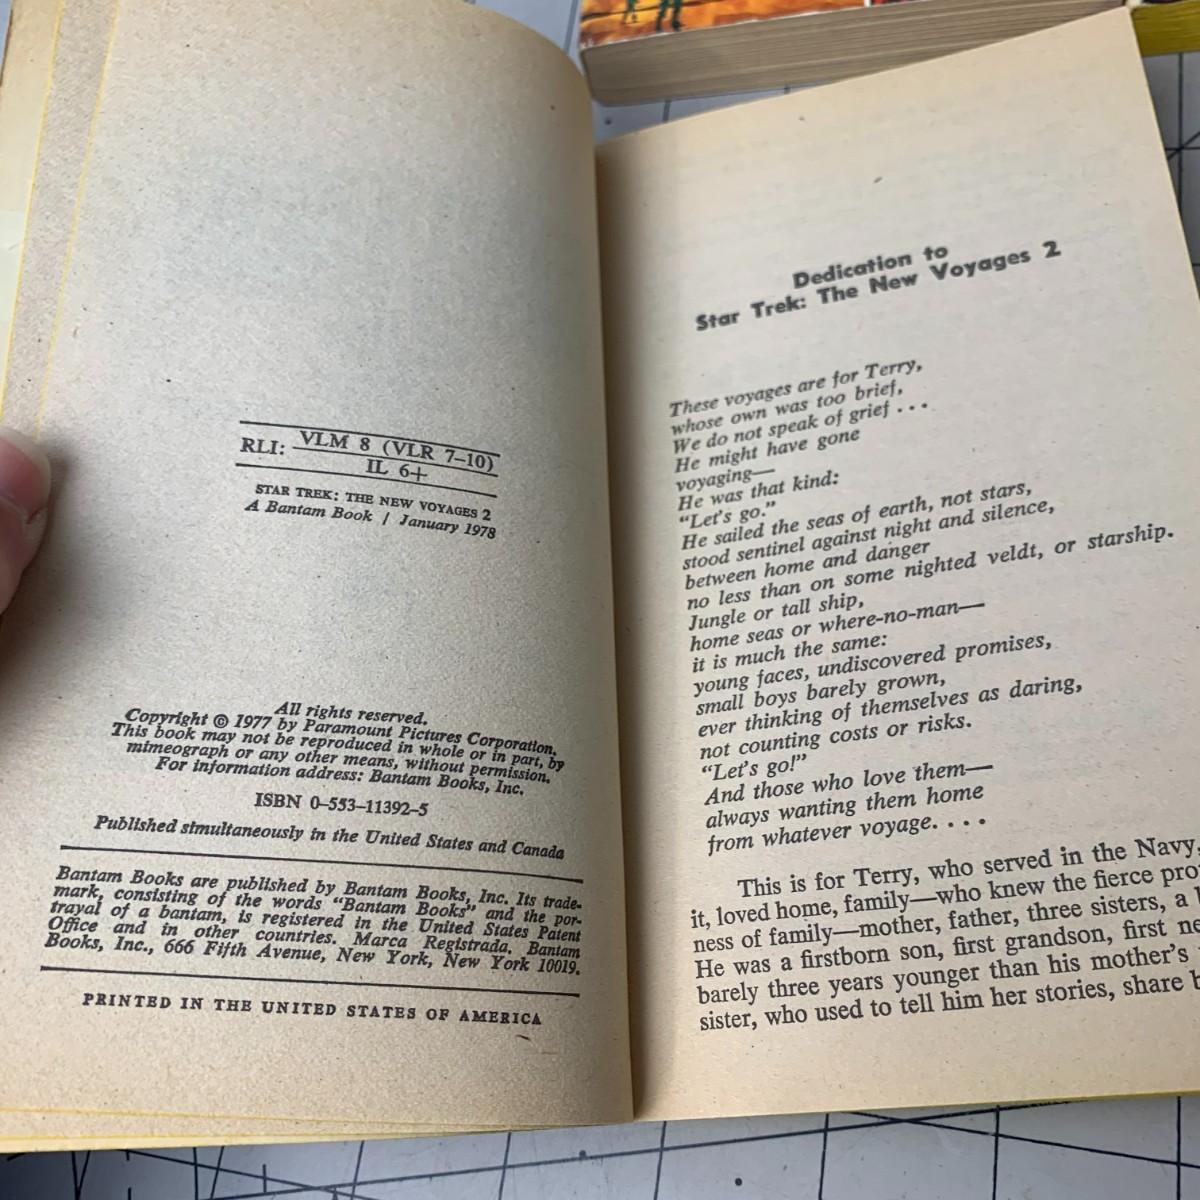 RLI: VLM 8 (VLR 7–10)
IL 6+
STAR TREK: THE NEW VOYAGES 2
A Bantam Book / January 1978
All rights reserved.
Copyright © 1977 by Paramount Pictures Corporation.
This book may not be reproduced in whole or in part, by
mimeograph or any other means, without permission.
For information address: Bantam Books, Inc.
ISBN 0–553–11392–5
Published simultaneously in the United States and Canada
Bantam Books are published by Bantam Books, Inc. Its trade-
mark, consisting of the words "Bantam Books" and the por-
trayal of a bantam, is registered in the United States Patent
Office and in other countries. Marca Registrada. Bantam
Books, Inc., 666 Fifth Avenue, New York, New York 10019.
PRINTED IN THE UNITED STATES OF AMERICA
Dedication to
Star Trek: The New Voyages 2
These voyages are for Terry,
whose own was too brief,
We do not speak of grief . . .
He might have gone
voyaging—
He was that kind:
"Let's go."
He sailed the seas of earth, not stars,
stood sentinel against night and silence,
between home and danger
no less than on some nighted veldt, or starship.
Jungle or tall ship,
home seas or where-no-man—
it is much the same:
young faces, undiscovered promises,
small boys barely grown,
ever thinking of themselves as daring,
not counting costs or risks.
"Let's go!"
And those who love them—
always wanting them home
from whatever voyage. . . .
This is for Terry, who served in the Navy,
it, loved home, family—who knew the fierce
ness of family—mother, father, three sisters, a
He was a firstborn son, first grandson, first
barely three years younger than his mother's
sister, who used to tell him her stories, share